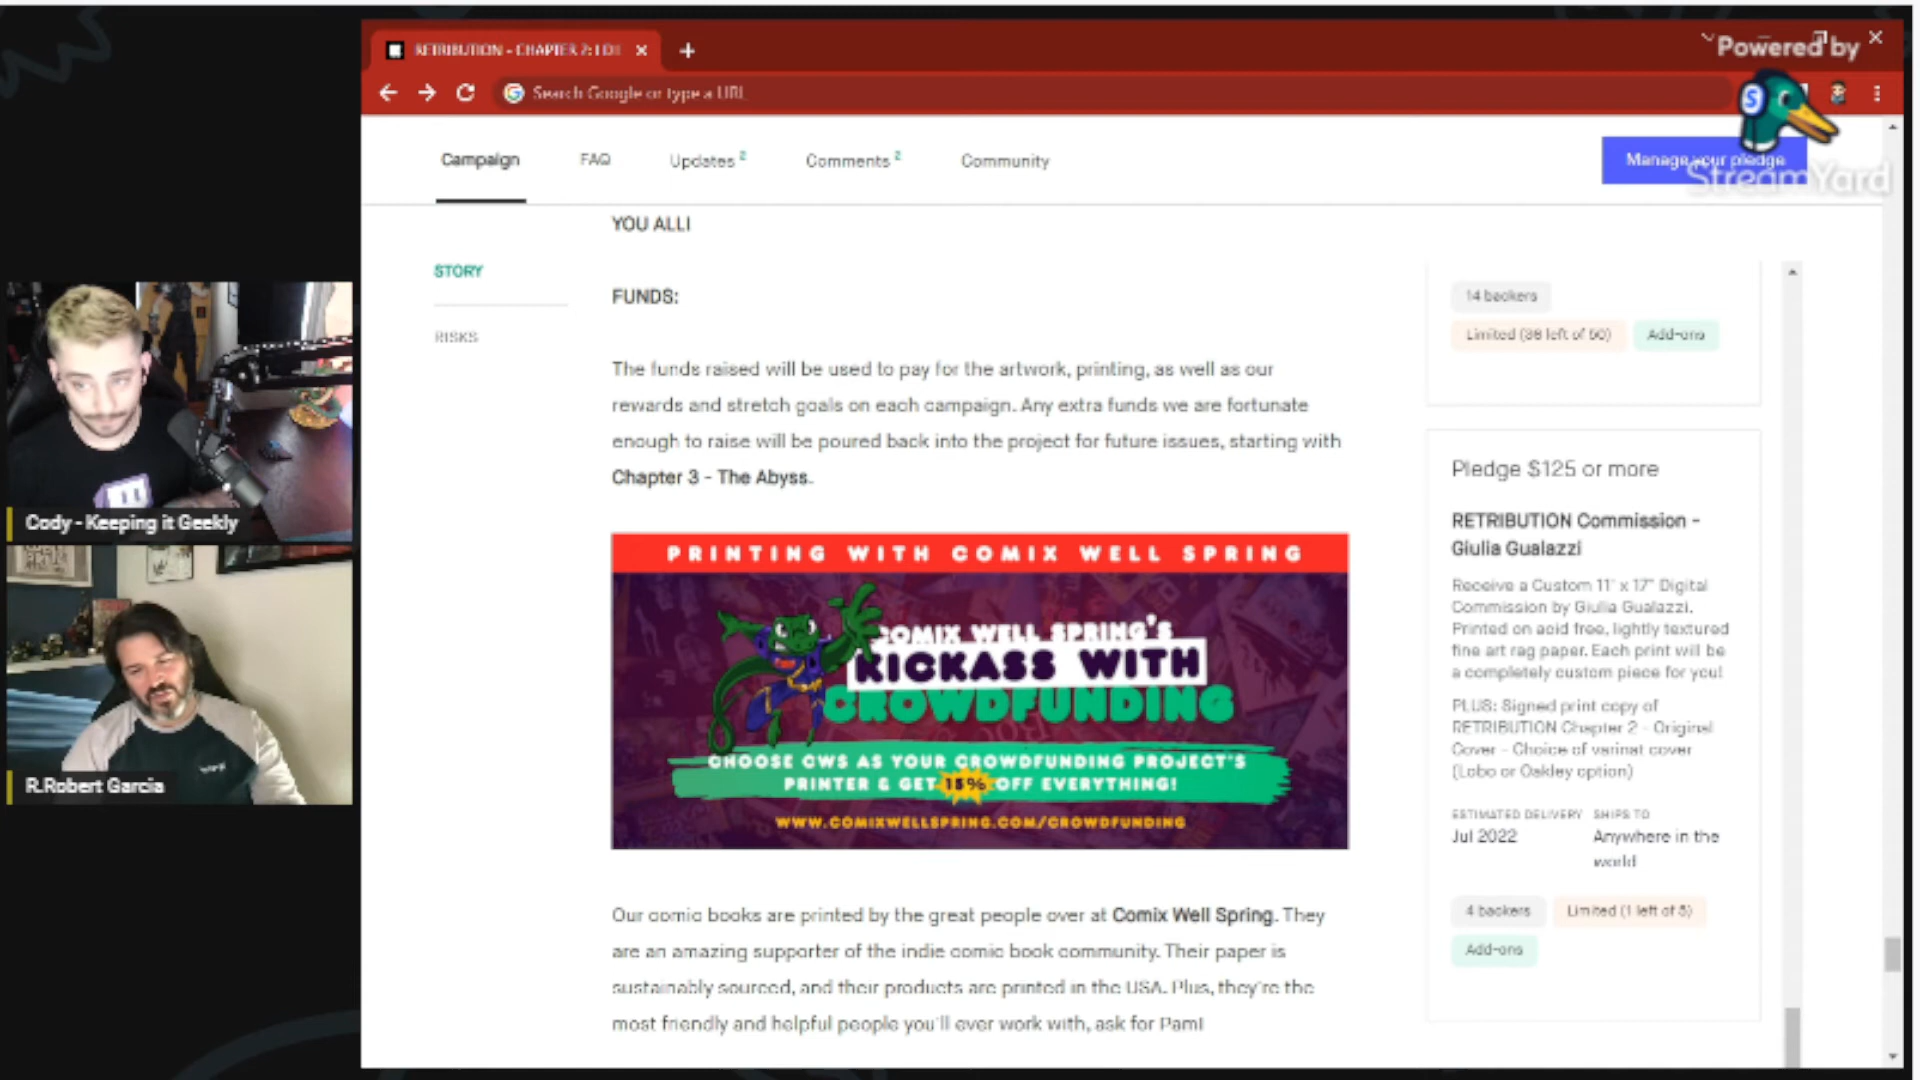 RETRIBUTION - CHAPTER 2: I DI
Powered by
Search Google or type a URL
Campaign
FAQ
Updates 2
Comments 2
Community
Manage your pledge
StreamYard
YOU ALL!
STORY
RISKS
FUNDS:
The funds raised will be used to pay for the artwork, printing, as well as our
rewards and stretch goals on each campaign. Any extra funds we are fortunate
enough to raise will be poured back into the project for future issues, starting with
Chapter 3 - The Abyss.
PRINTING WITH COMIX WELL SPRING
COMIX WELL SPRING'S
KICKASS WITH
CROWDFUNDING
CHOOSE CWS AS YOUR CROWDFUNDING PROJECT'S
PRINTER & GET 15% OFF EVERYTHING!
WWW.COMIXWELLSPRING.COM/CROWDFUNDING
Our comic books are printed by the great people over at Comix Well Spring. They
are an amazing supporter of the indie comic book community. Their paper is
sustainably sourced, and their products are printed in the USA. Plus, they're the
most friendly and helpful people you'll ever work with, ask for Pam!
14 backers
Limited (36 left of 50)
Add-ons
Pledge $125 or more
RETRIBUTION Commission -
Giulia Gualazzi
Receive a Custom 11" x 17" Digital
Commission by Giulia Gualazzi.
Printed on acid free, lightly textured
fine art rag paper. Each print will be
a completely custom piece for you!
PLUS: Signed print copy of
RETRIBUTION Chapter 2 - Original
Cover - Choice of varinat cover
(Lobo or Oakley option)
ESTIMATED DELIVERY
SHIPS TO
Jul 2022
Anywhere in the
world
4 backers
Limited (1 left of 5)
Add-ons
Cody - Keeping it Geekly
R.Robert Garcia